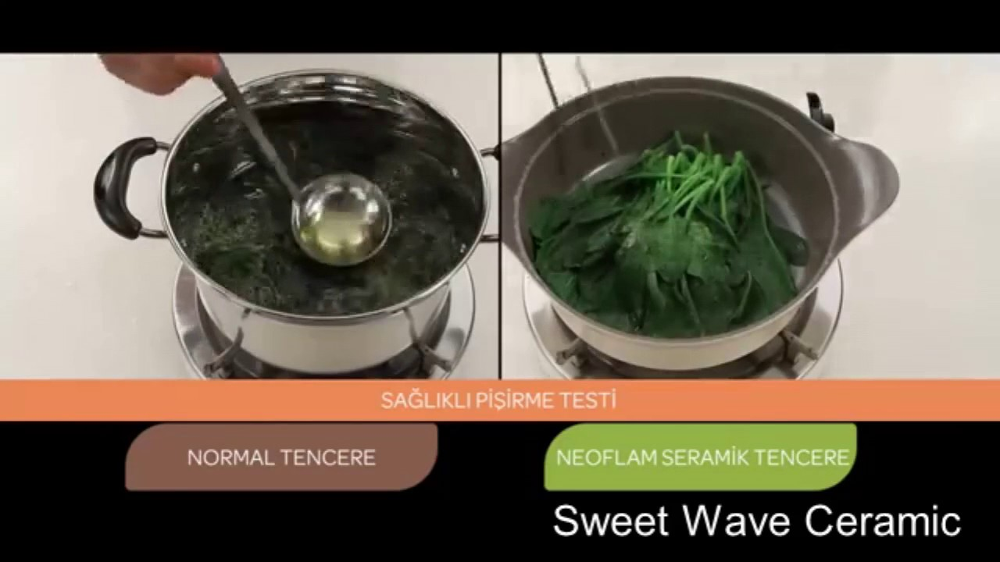 SAĞLIKLI PİŞİRME TESTİ
NORMAL TENCERE
NEOFLAM SERAMİK TENCERE
Sweet Wave Ceramic